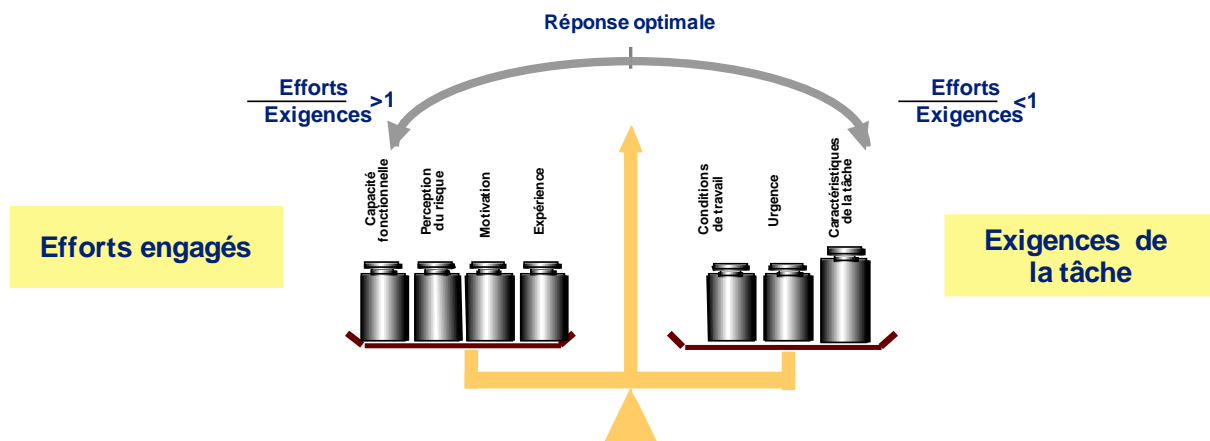 Réponse optimale
Efforts
Exigences >1
Efforts
Exigences <1
Capacité
fonctionnelle
Perception
du risque
Motivation
Expérience
Conditions
de travail
Urgence
Caractéristiques
de la tâche
Efforts engagés
Exigences de
la tâche